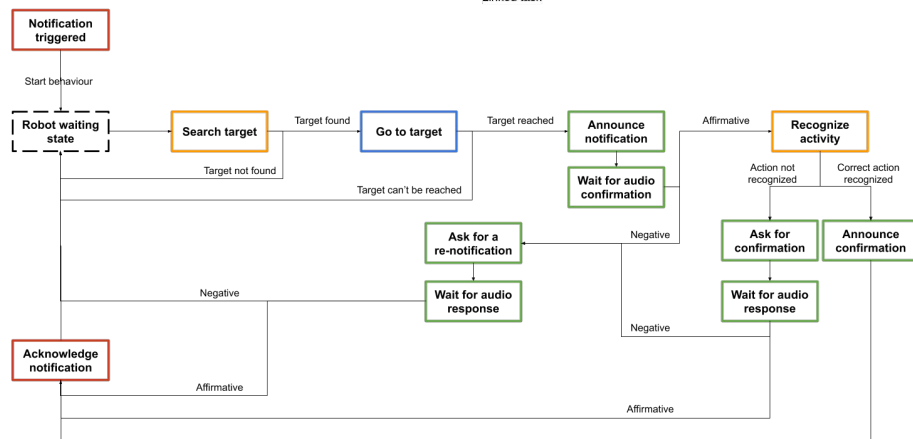 Notification
triggered
Start behaviour
Robot waiting
state
Search target
Target found
Target not found
Go to target
Target reached
Target can't be reached
Announce
notification
Wait for audio
confirmation
Affirmative
Negative
Recognize
activity
Action not
recognized
Correct action
recognized
Ask for a
re-notification
Wait for audio
response
Ask for
confirmation
Announce
confirmation
Wait for audio
response
Negative
Negative
Acknowledge
notification
Affirmative
Affirmative